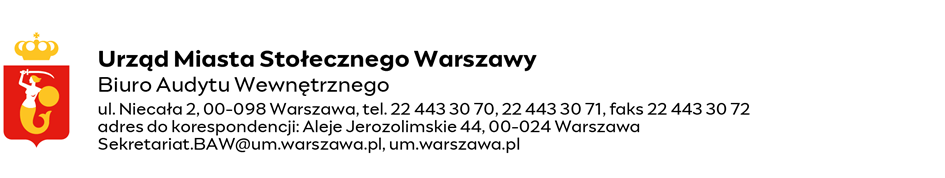 Urząd Miasta Stołecznego Warszawy
Biuro Audytu Wewnętrznego
ul. Niecała 2, 00-098 Warszawa, tel. 22 443 30 70, 22 443 30 71, faks 22 443 30 72
adres do korespondencji: Aleje Jerozolimskie 44, 00-024 Warszawa
Sekretariat.BAW@um.warszawa.pl, um.warszawa.pl